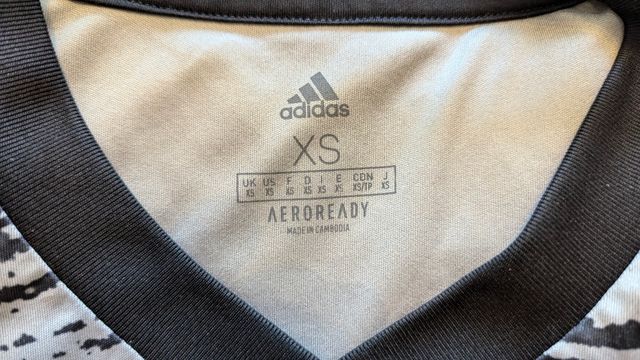 adidas
XS
UK US F D I E CDN J
XS XS XS XS XS XS XS/TP XS
AEROREADY
MADE IN CAMBODIA